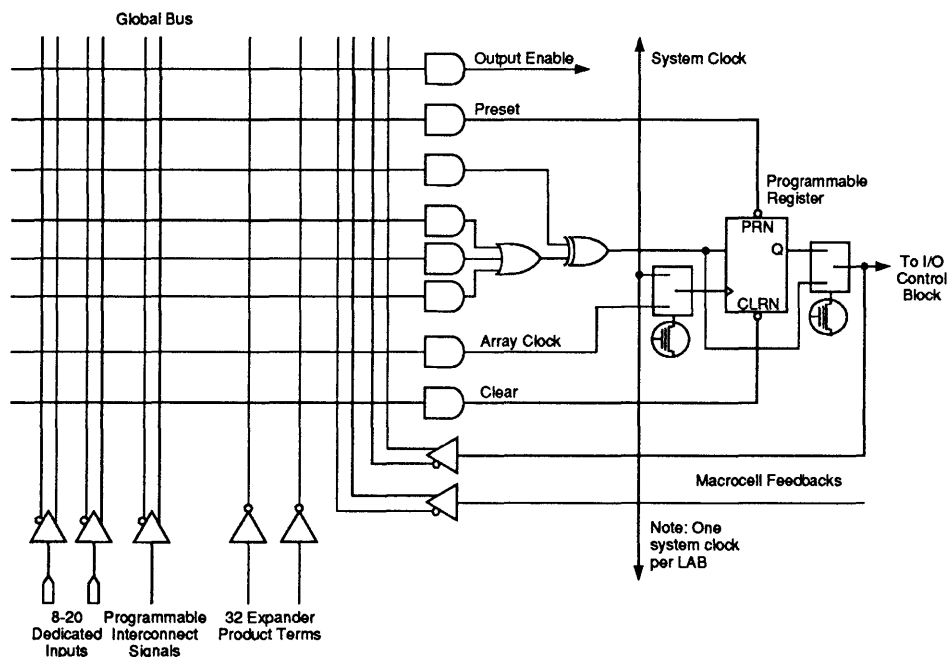 Global Bus
Output Enable
System Clock
Preset
Programmable
Register
PRN
Q
To I/O
Control
Block
CLRN
Array Clock
Clear
Macrocell Feedbacks
Note: One
system clock
per LAB
8-20
Dedicated
Inputs
Programmable
Interconnect
Signals
32 Expander
Product Terms